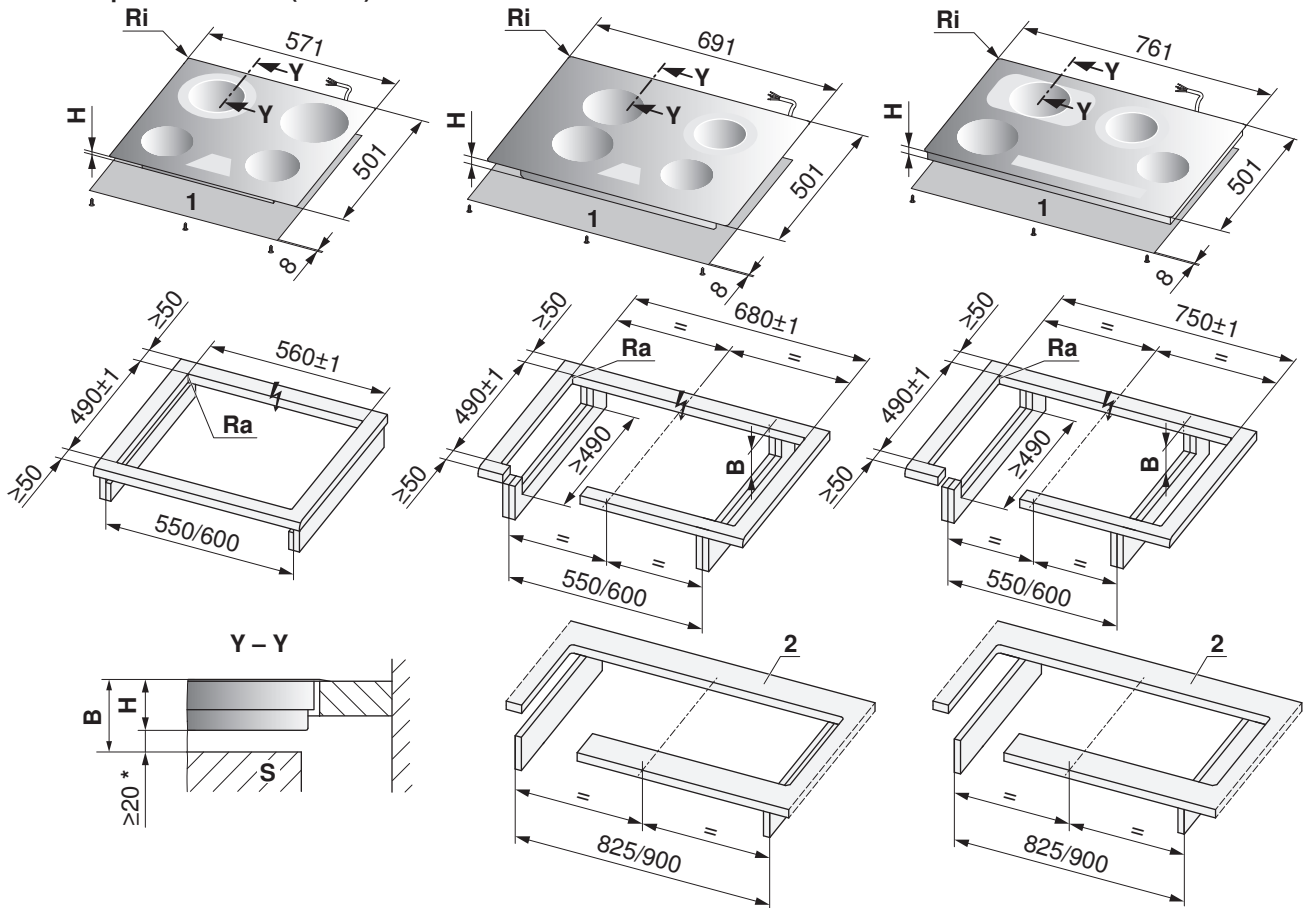 Ri
571
Y
Y
H
501
1
8
Ri
691
Y
Y
H
501
1
8
Ri
761
Y
Y
H
501
1
8
≥50
560±1
490±1
Ra
≥50
550/600
≥50
680±1
=
=
Ra
490±1
≥490
B
≥50
=
=
550/600
≥50
750±1
=
=
Ra
490±1
≥490
B
≥50
=
=
550/600
Y – Y
B
H
S
≥20 *
2
=
=
825/900
2
=
=
825/900